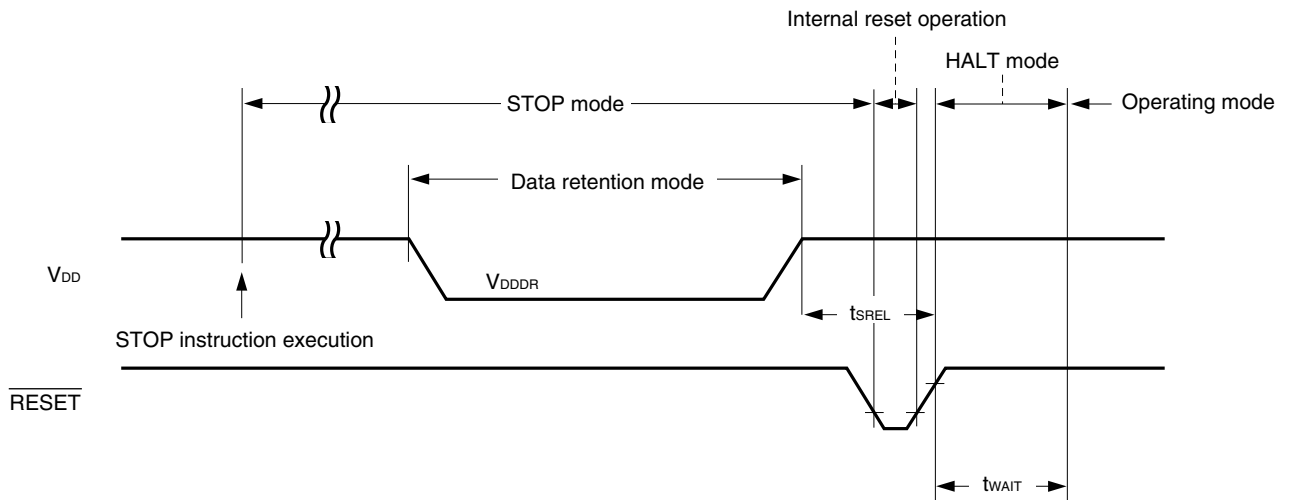 Internal reset operation
HALT mode
STOP mode
Operating mode
Data retention mode
VDD
VDDDR
tSREL
STOP instruction execution
RESET
tWAIT